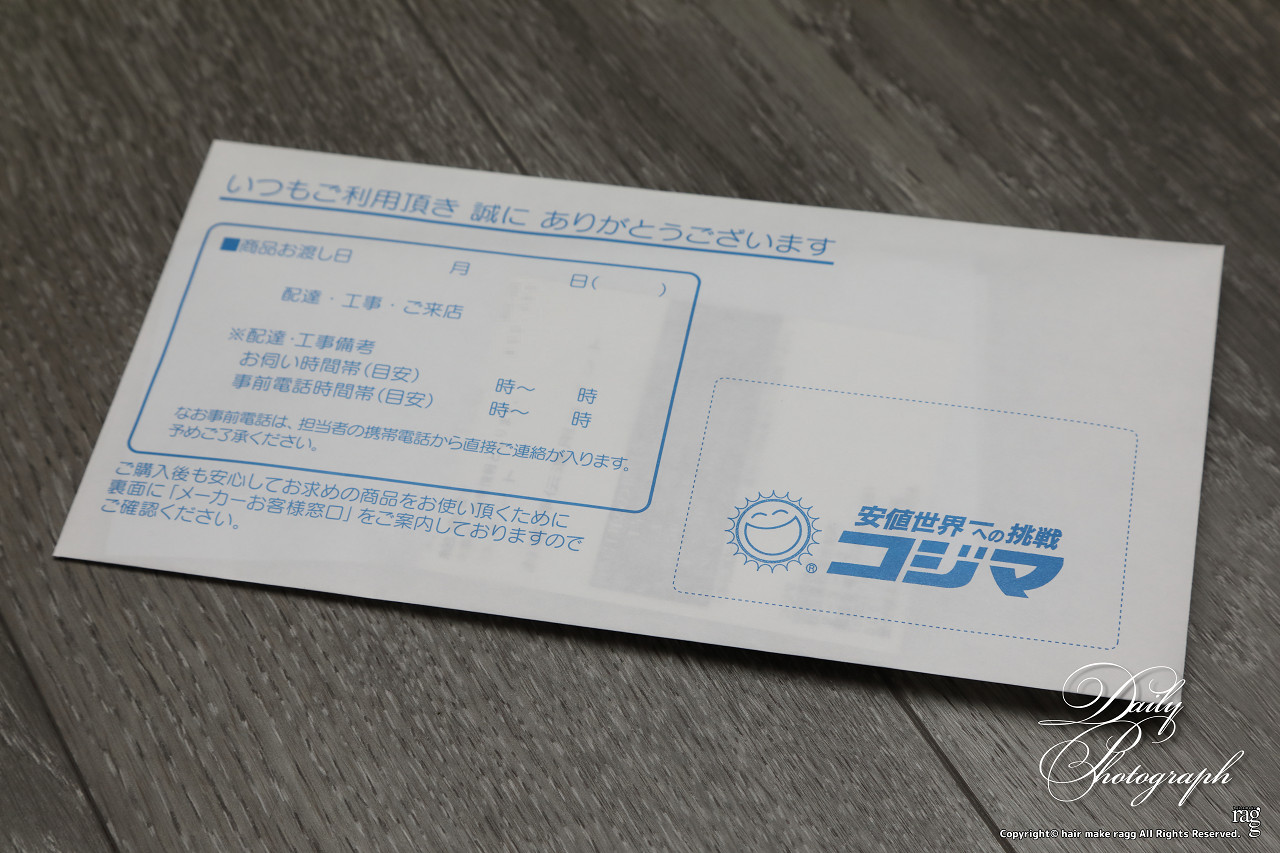 いつもご利用頂き 誠に ありがとうございます
■商品お渡し日 月 日( )
配達・工事・ご来店
※配達・工事備考
お伺い時間帯(目安) 時～ 時
事前電話時間帯(目安) 時～ 時
なお事前電話は、担当者の携帯電話から直接ご連絡が入ります。
予めご了承ください。
ご購入後も安心してお求めの商品をお使い頂くために
裏面に「メーカーお客様窓口」をご案内しておりますので
ご確認ください。
安値世界一への挑戦
コジマ
®
Daily
Photograph
ragg
Copyright© hair make ragg All Rights Reserved.